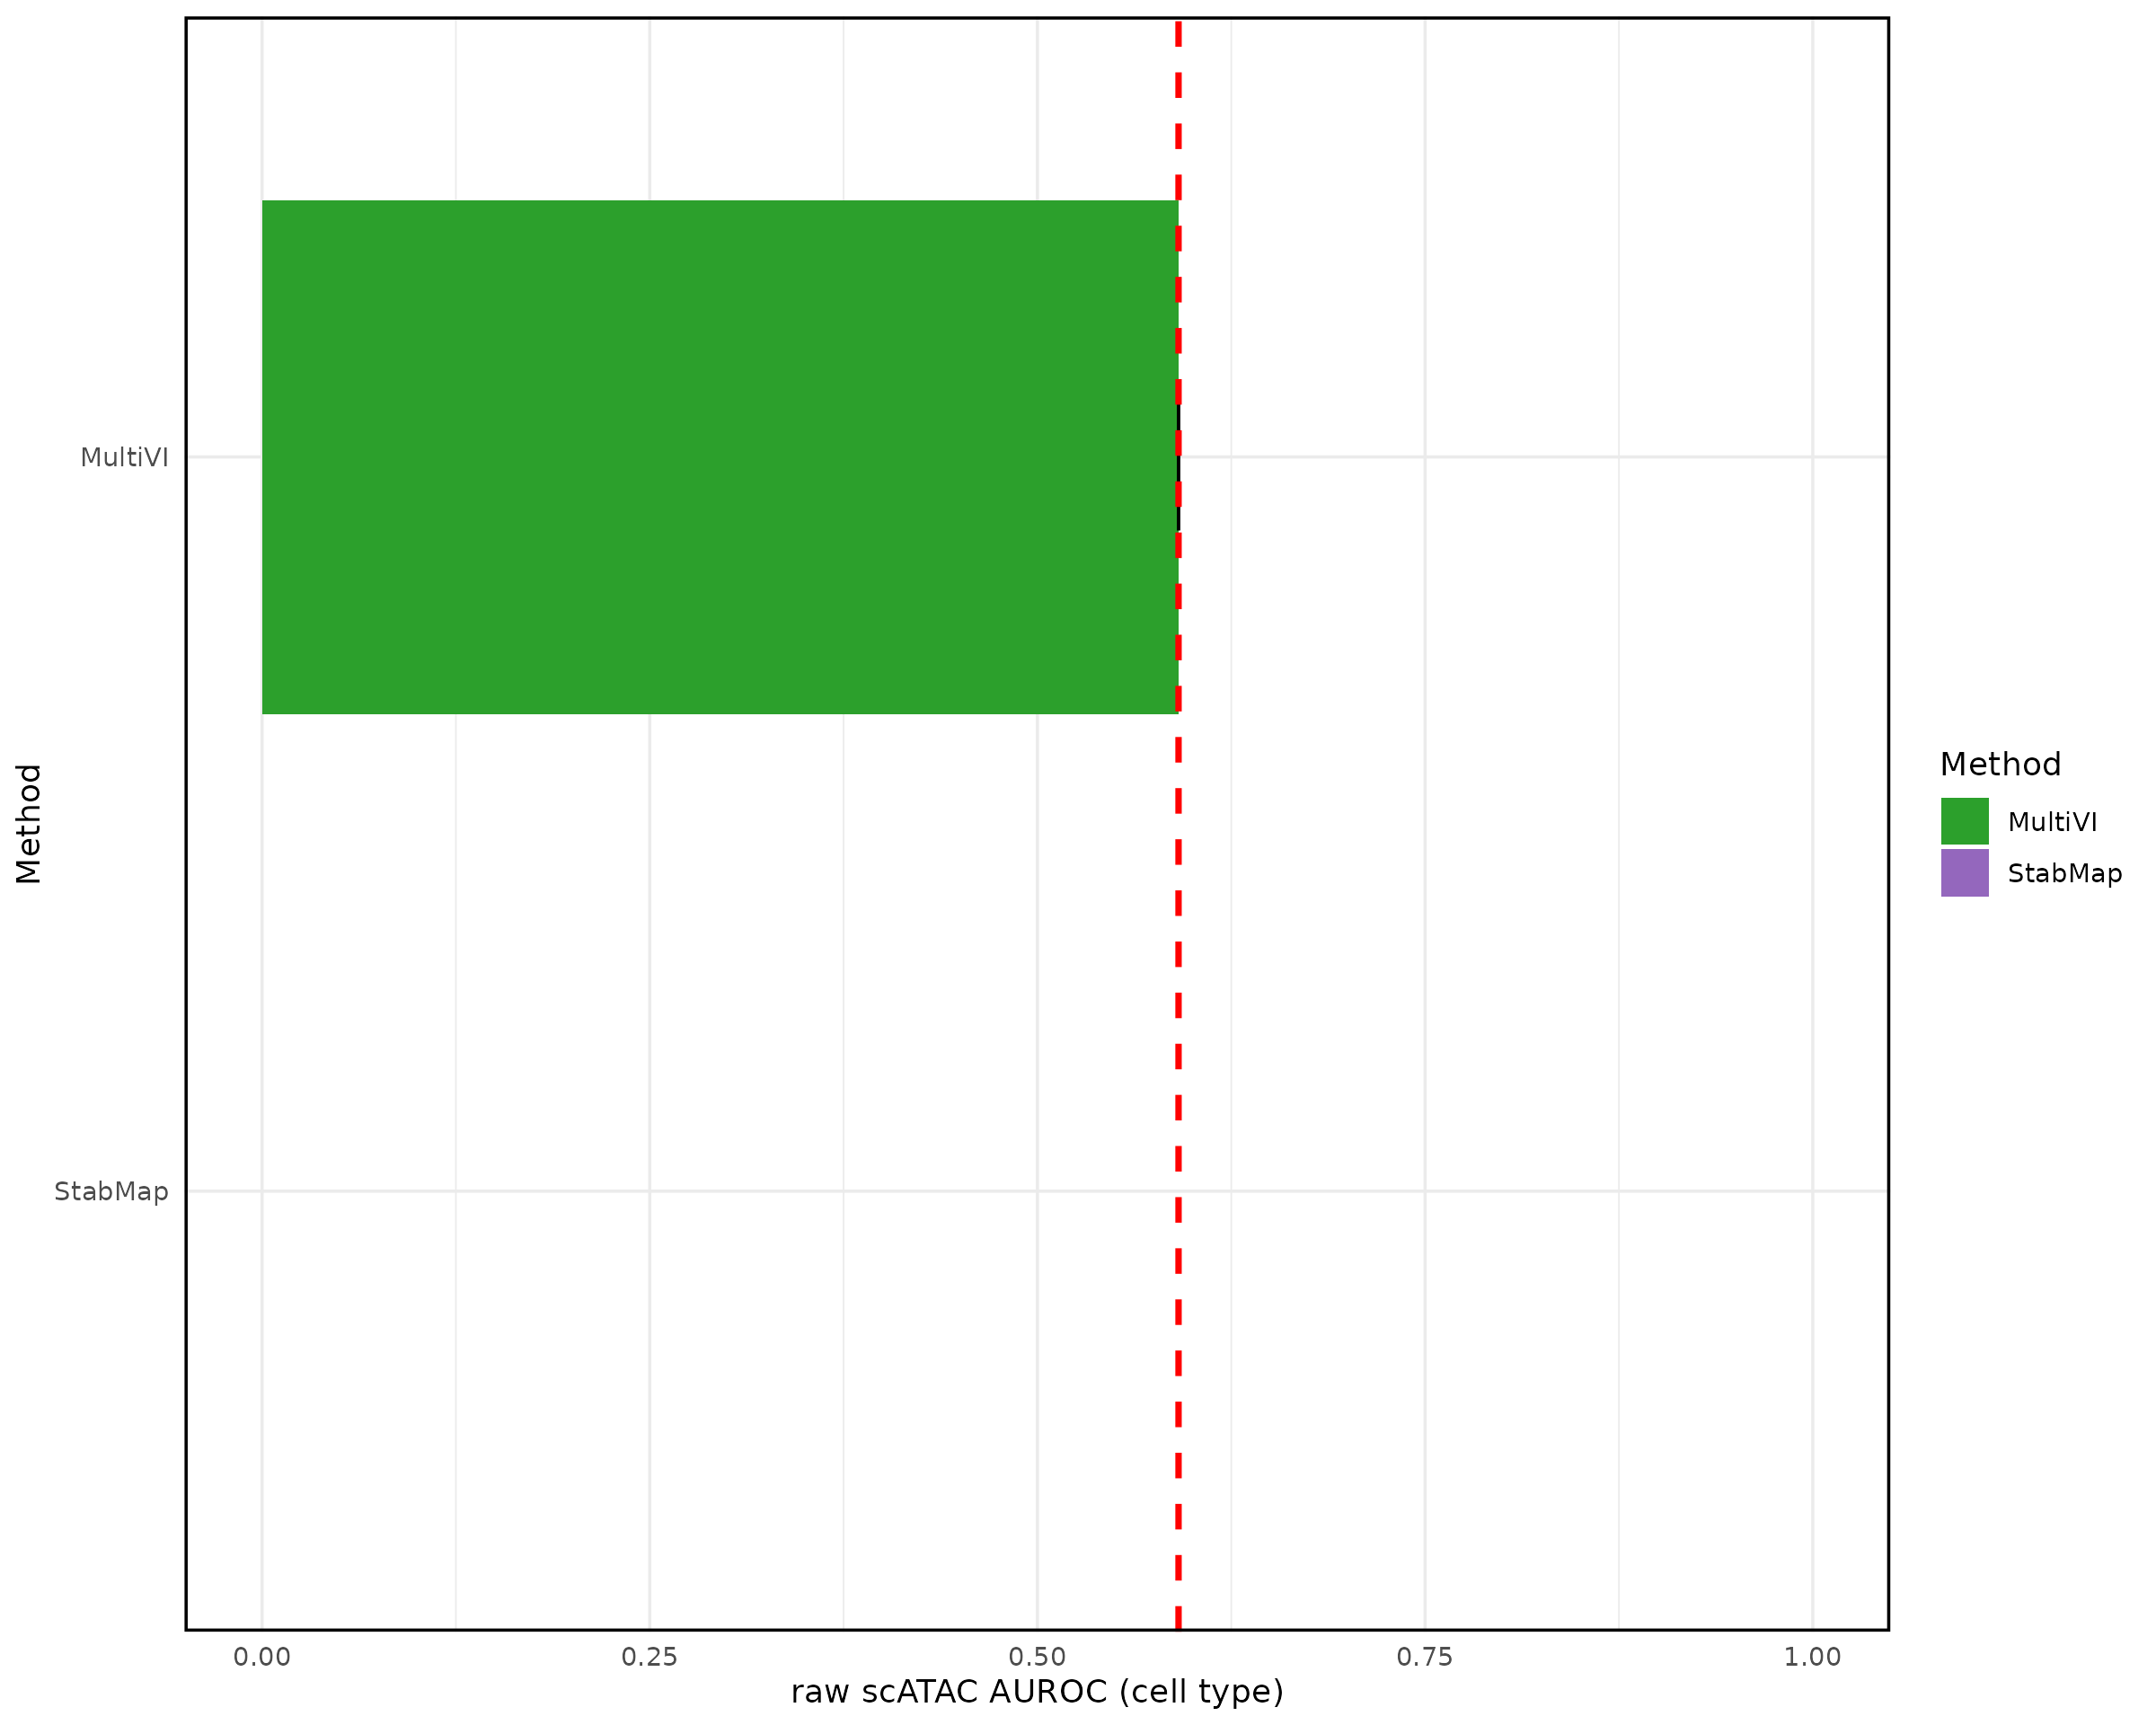 Method
MultiVI
StabMap
0.00
0.25
0.50
0.75
1.00
raw scATAC AUROC (cell type)
Method
MultiVI
StabMap